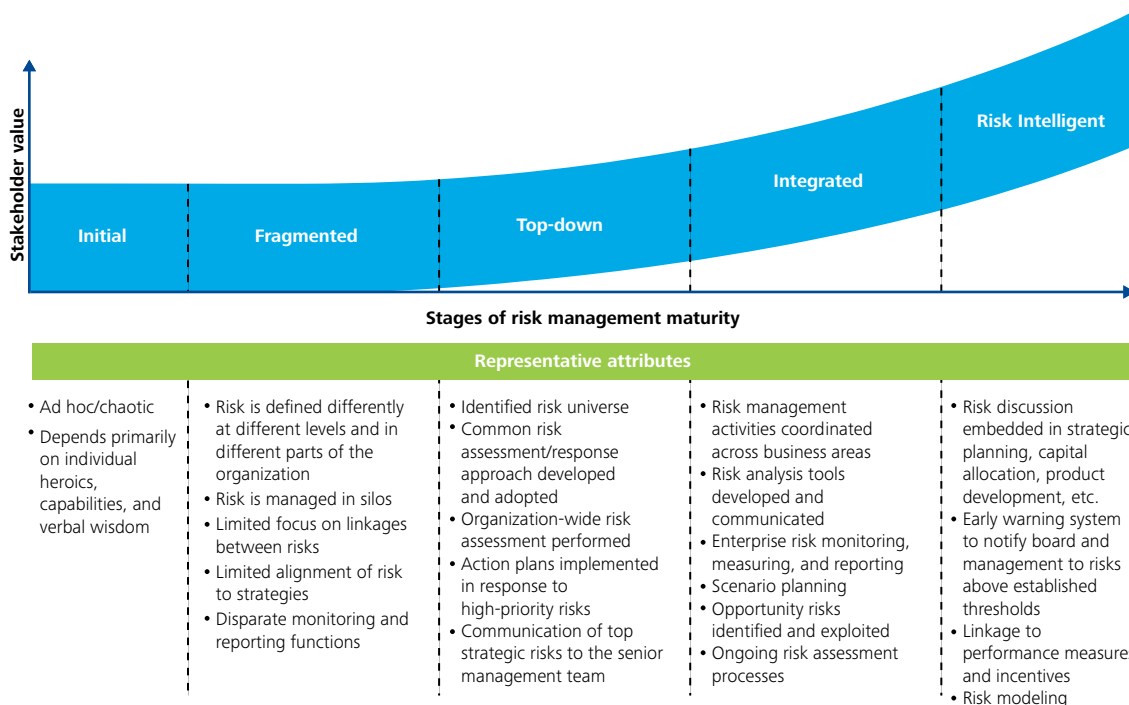 Stakeholder value
Initial
Fragmented
Top-down
Integrated
Risk Intelligent
Stages of risk management maturity
Representative attributes
• Ad hoc/chaotic
• Depends primarily
on individual
heroics,
capabilities, and
verbal wisdom
• Risk is defined differently
at different levels and in
different parts of the
organization
• Risk is managed in silos
• Limited focus on linkages
between risks
• Limited alignment of risk
to strategies
• Disparate monitoring and
reporting functions
• Identified risk universe
• Common risk
assessment/response
approach developed
and adopted
• Organization-wide risk
assessment performed
• Action plans implemented
in response to
high-priority risks
• Communication of top
strategic risks to the senior
management team
• Risk management
activities coordinated
across business areas
• Risk analysis tools
developed and
communicated
• Enterprise risk monitoring,
measuring, and reporting
• Scenario planning
• Opportunity risks
identified and exploited
• Ongoing risk assessment
processes
• Risk discussion
embedded in strategic
planning, capital
allocation, product
development, etc.
• Early warning system
to notify board and
management to risks
above established
thresholds
• Linkage to
performance measures
and incentives
• Risk modeling